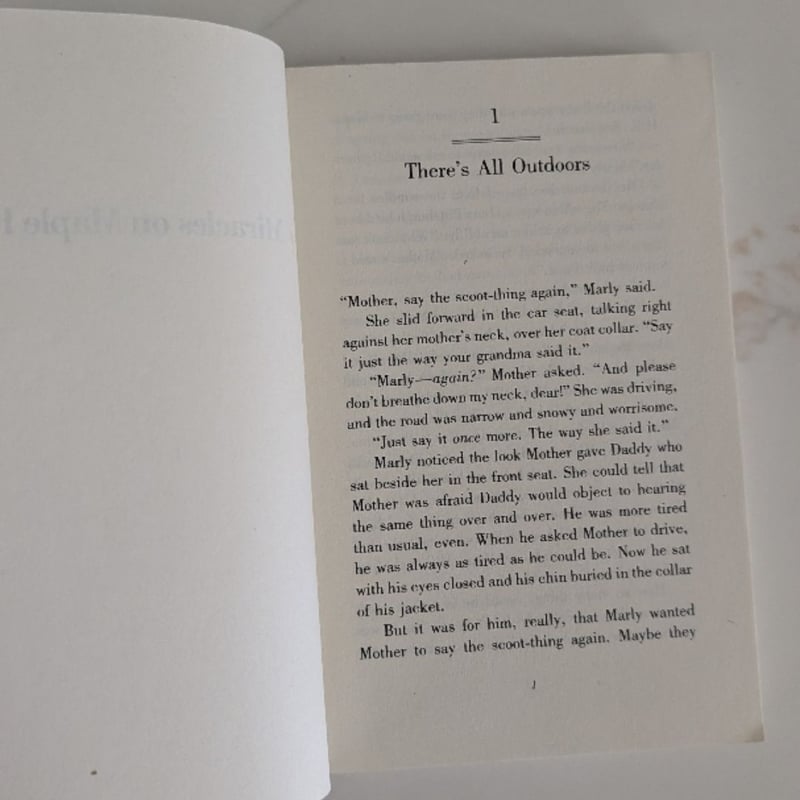 Miracles on Maple
1
There's All Outdoors
"Mother, say the scoot-thing again," Marly said.
She slid forward in the car seat, talking right
against her mother's neck, over her coat collar. "Say
it just the way your grandma said it."
"Marly—again?" Mother asked. "And please
don't breathe down my neck, dear!" She was driving,
and the road was narrow and snowy and worrisome.
"Just say it once more. The way she said it."
Marly noticed the look Mother gave Daddy who
sat beside her in the front seat. She could tell that
Mother was afraid Daddy would object to hearing
the same thing over and over. He was more tired
than usual, even. When he asked Mother to drive,
he was always as tired as he could be. Now he sat
with his eyes closed and his chin buried in the collar
of his jacket.
But it was for him, really, that Marly wanted
Mother to say the scoot-thing again. Maybe they
1